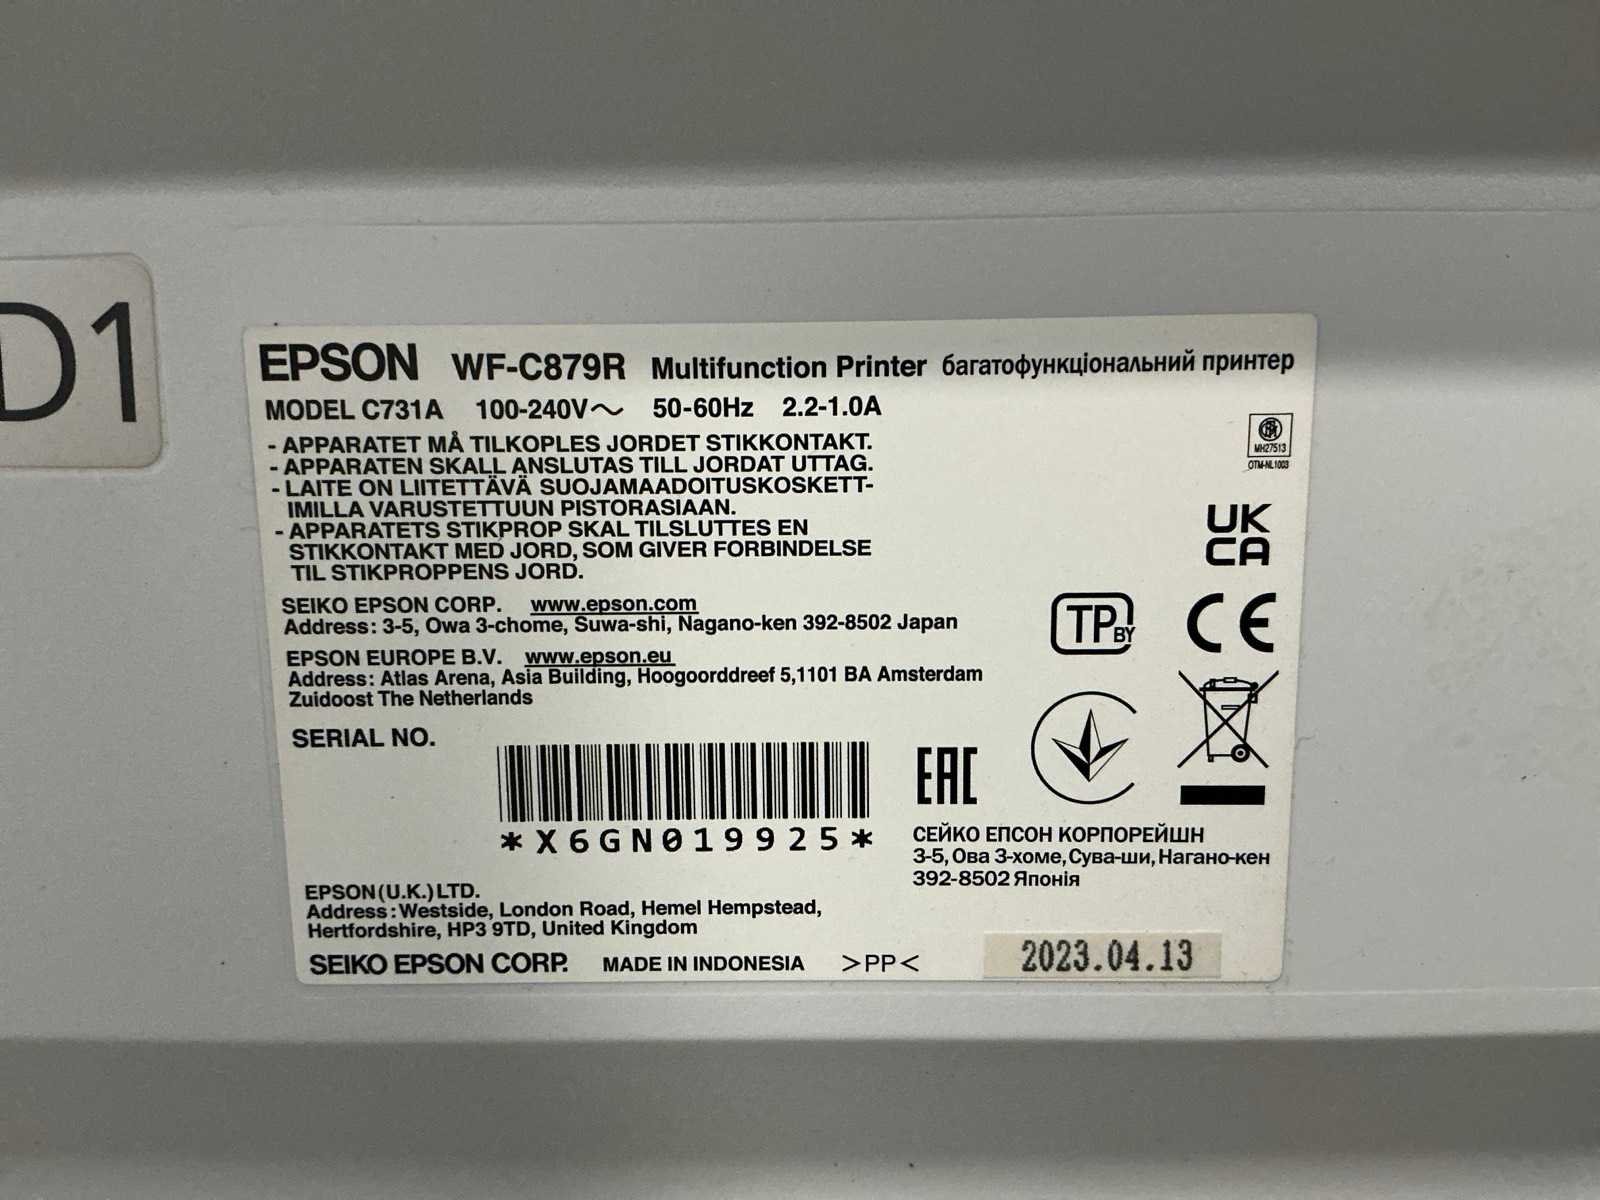 D1
EPSON WF-C879R Multifunction Printer багатофункціональний принтер
MODEL C731A 100-240V～ 50-60Hz 2.2-1.0A
- APPARATET MÅ TILKOPLES JORDET STIKKONTAKT.
- APPARATEN SKALL ANSLUTAS TILL JORDAT UTTAG.
- LAITE ON LIITETTÄVÄ SUOJAMAADOITUSKOSKETT-
IMILLA VARUSTETTUUN PISTORASIAAN.
- APPARATETS STIKPROP SKAL TILSLUTTES EN
STIKKONTAKT MED JORD, SOM GIVER FORBINDELSE
TIL STIKPROPPENS JORD.
MH27513
OTM-NL1003
UK
CA
SEIKO EPSON CORP. www.epson.com
Address: 3-5, Owa 3-chome, Suwa-shi, Nagano-ken 392-8502 Japan
EPSON EUROPE B.V. www.epson.eu
Address: Atlas Arena, Asia Building, Hoogoorddreef 5,1101 BA Amsterdam
Zuidoost The Netherlands
TP BY
CE
SERIAL NO.
*X6GN019925*
EAC
СЕЙКО ЕПСОН КОРПОРЕЙШН
3-5, Ова 3-хоме, Сува-ши, Нагано-кен
392-8502 Японія
EPSON (U.K.) LTD.
Address: Westside, London Road, Hemel Hempstead,
Hertfordshire, HP3 9TD, United Kingdom
SEIKO EPSON CORP. MADE IN INDONESIA >PP< 2023.04.13